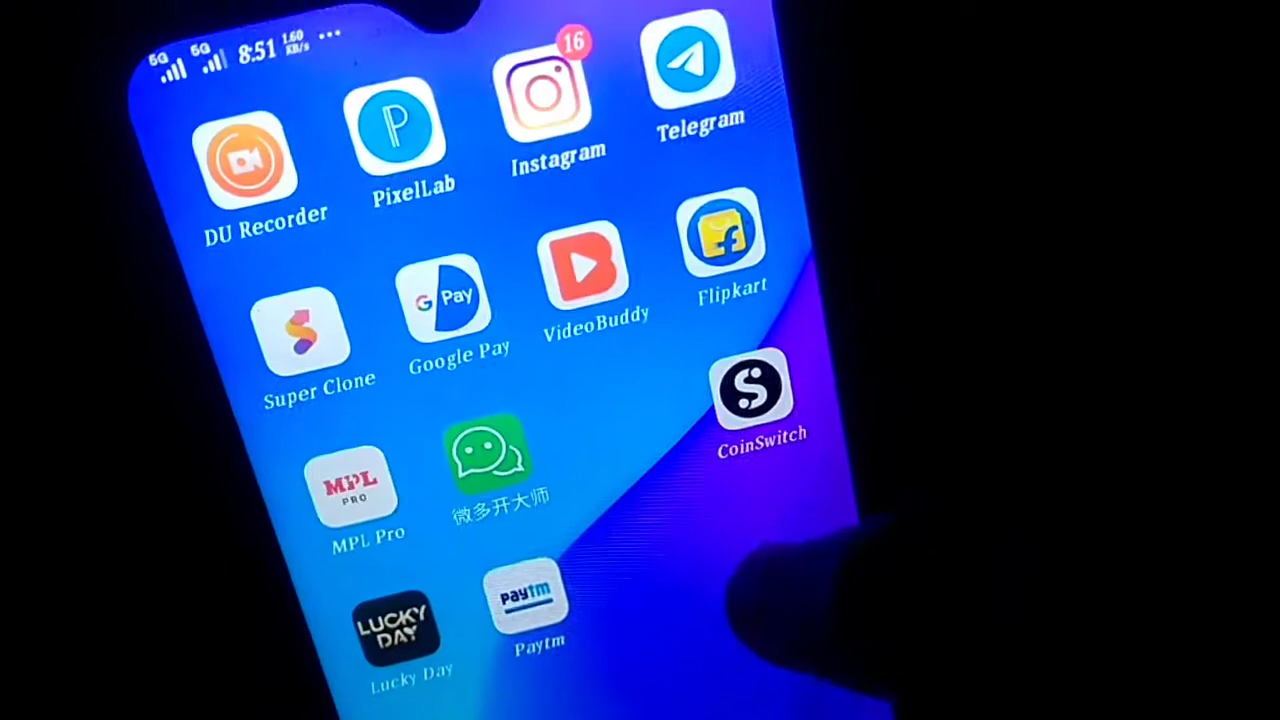 5G 5G 8:51 1.60 KB/s ...
16
P
DU Recorder
PixelLab
Instagram
Telegram
G Pay
f
Super Clone
Google Pay
VideoBuddy
Flipkart
MPL
PRO
S
MPL Pro
微多开大师
CoinSwitch
LUCKY
DAY
paytm
Lucky Day
Paytm